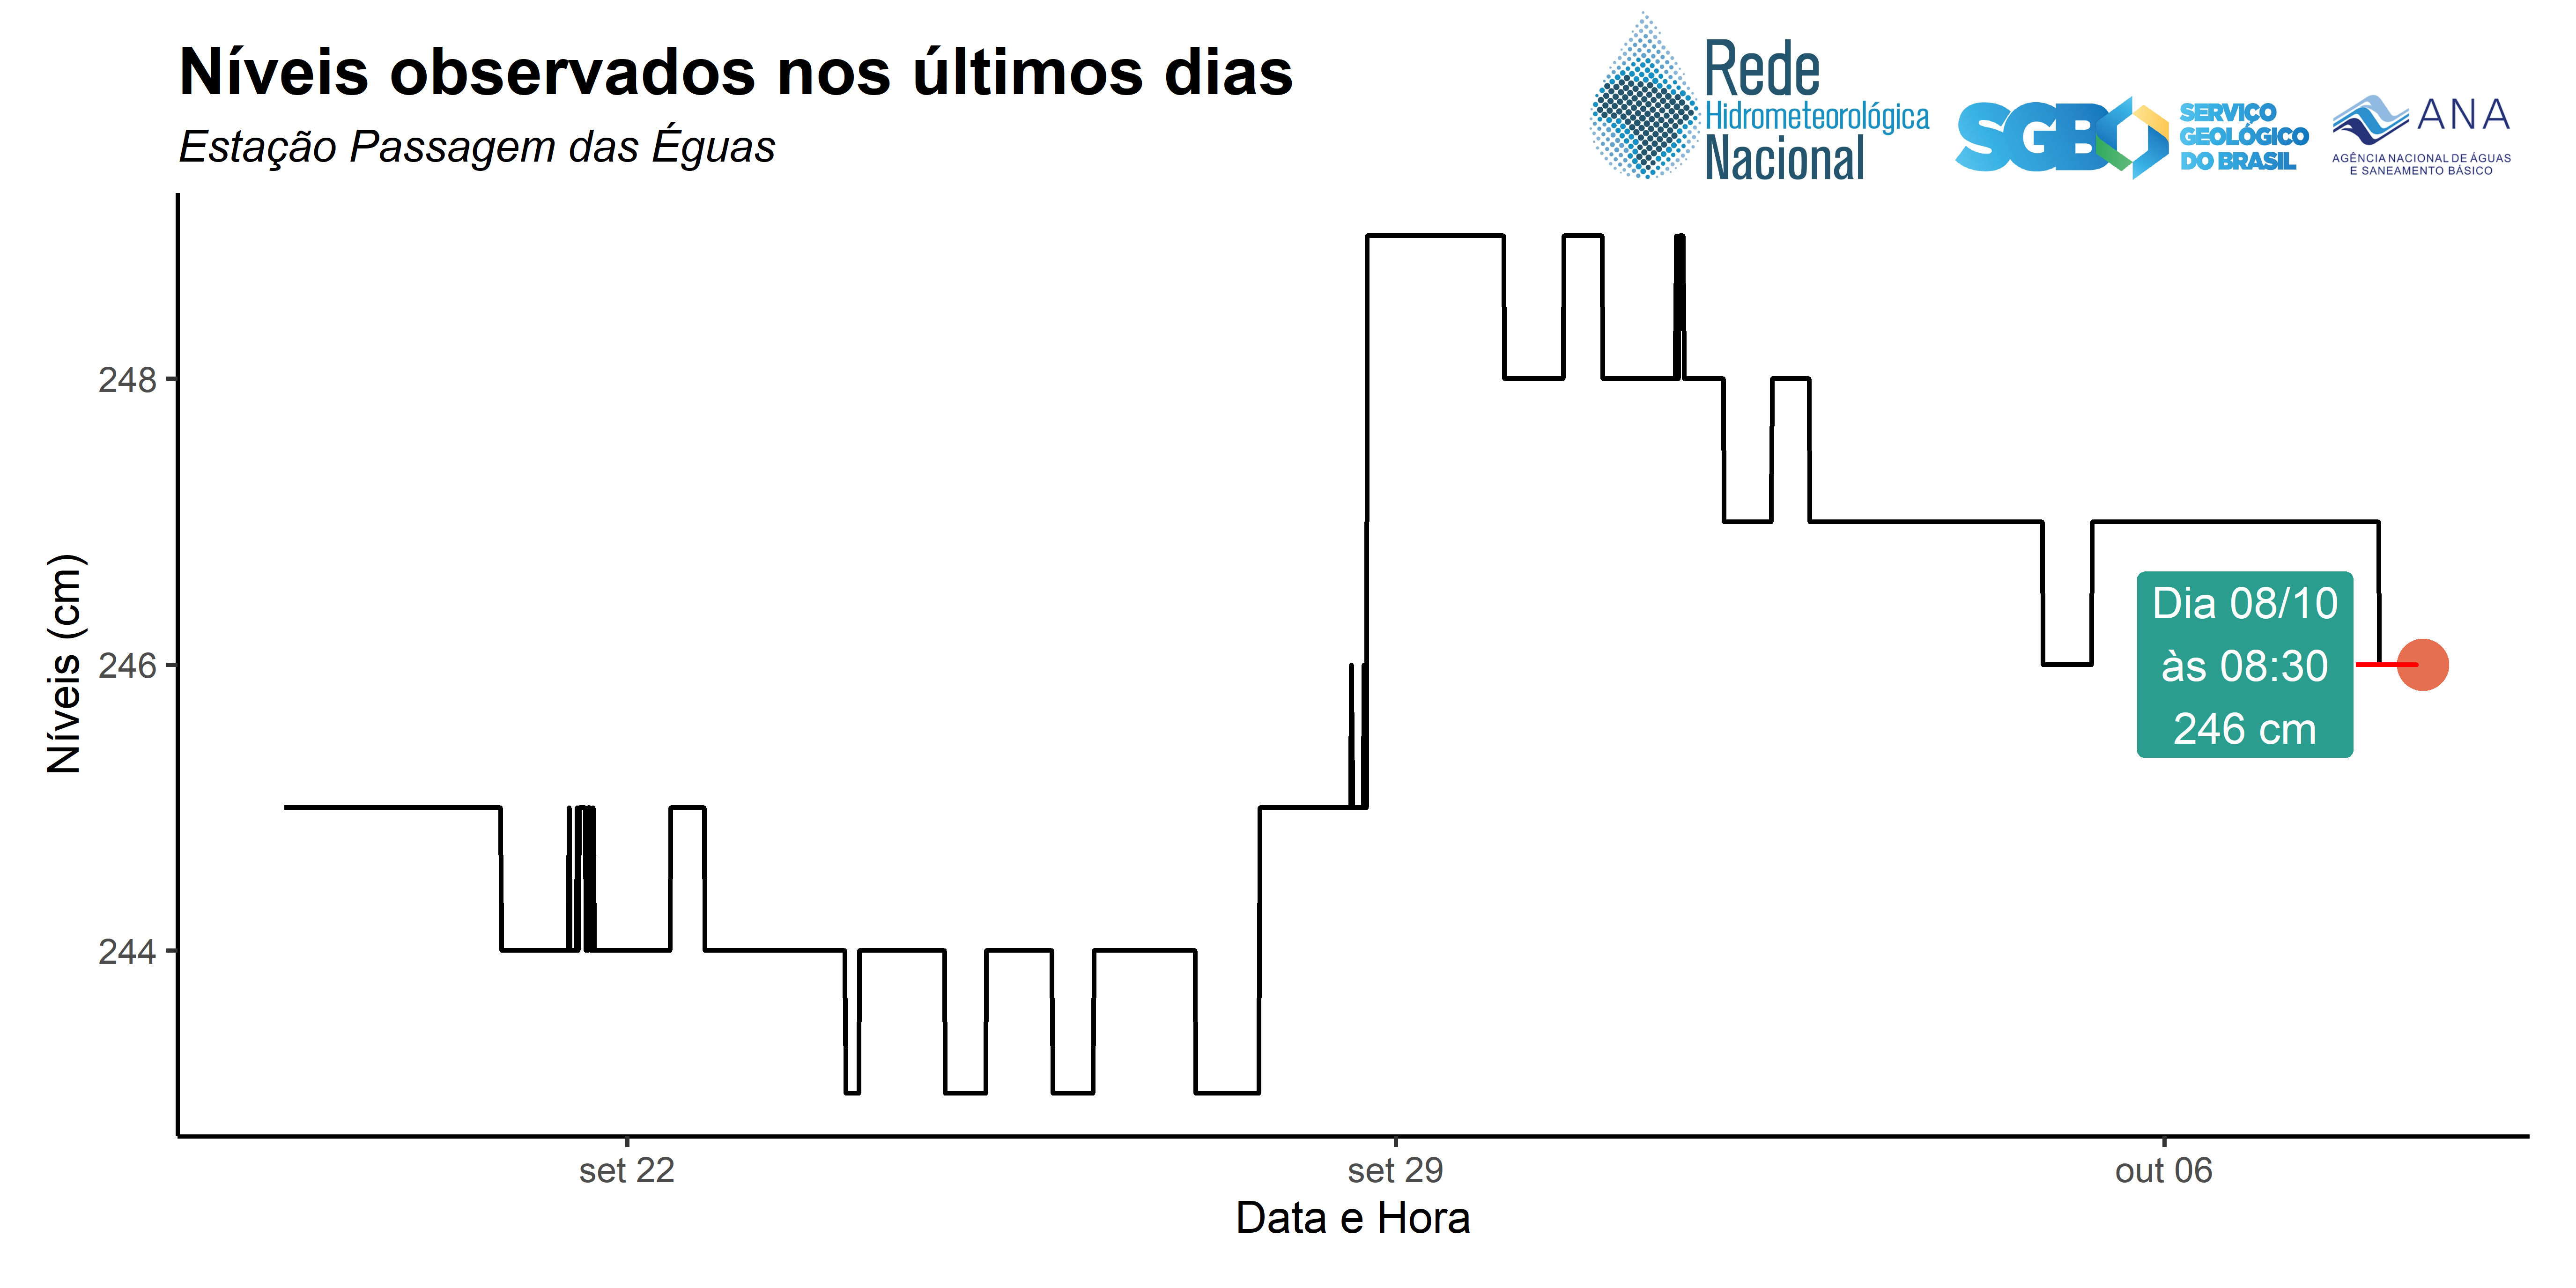 Níveis observados nos últimos dias
Estação Passagem das Éguas
Rede
Hidrometeorológica
Nacional
SGB
SERVIÇO
GEOLÓGICO
DO BRASIL
ANA
AGÊNCIA NACIONAL DE ÁGUAS
E SANEAMENTO BÁSICO
Níveis (cm)
248
246
244
Dia 08/10
às 08:30
246 cm
set 22
set 29
out 06
Data e Hora